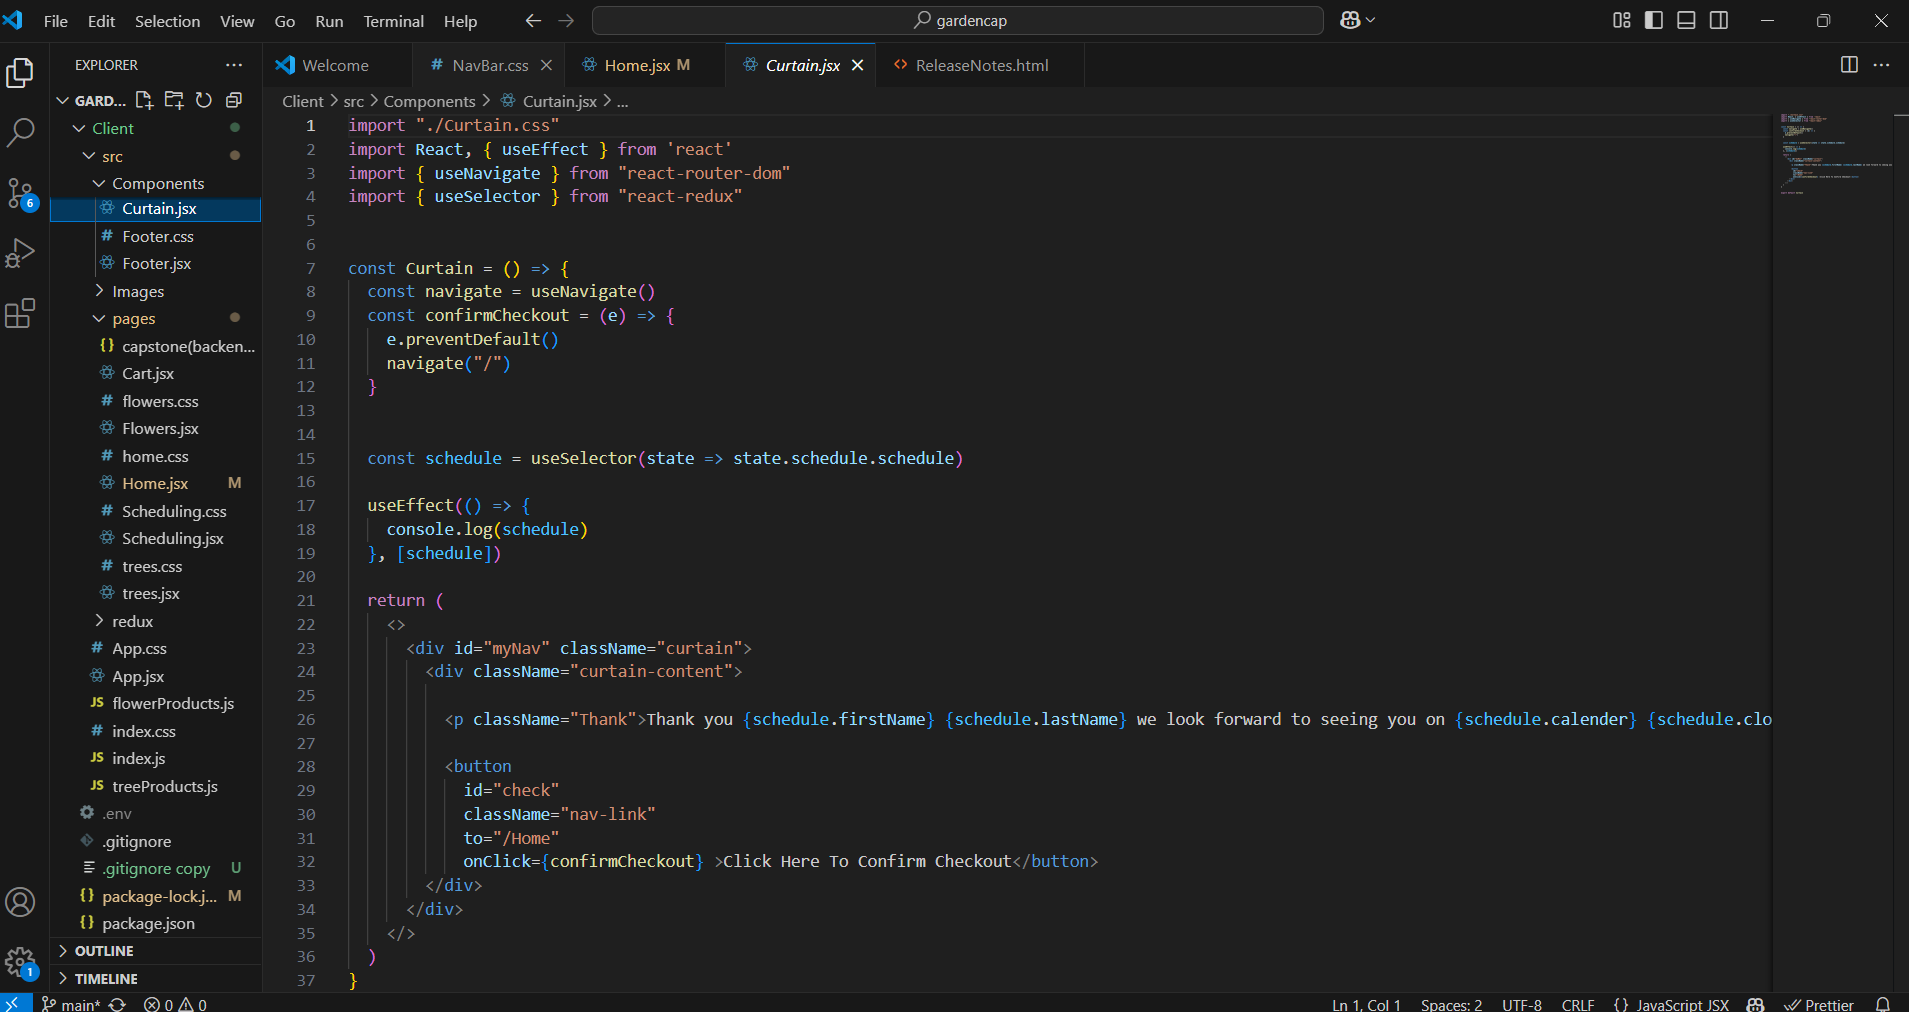 File Edit Selection View Go Run Terminal Help
gardencap
EXPLORER
Welcome
# NavBar.css
Home.jsx M
Curtain.jsx
<> ReleaseNotes.html
Client > src > Components > Curtain.jsx > ...
GARD...
Client
src
Components
Curtain.jsx
# Footer.css
Footer.jsx
Images
pages
{} capstone(backen...
Cart.jsx
# flowers.css
Flowers.jsx
# home.css
Home.jsx M
# Scheduling.css
Scheduling.jsx
# trees.css
trees.jsx
redux
# App.css
App.jsx
JS flowerProducts.js
# index.css
JS index.js
JS treeProducts.js
.env
.gitignore
.gitignore copy U
{} package-lock.j... M
{} package.json
OUTLINE
TIMELINE
6
1
1 import "./Curtain.css"
2 import React, { useEffect } from 'react'
3 import { useNavigate } from "react-router-dom"
4 import { useSelector } from "react-redux"
5
6
7 const Curtain = () => {
8 const navigate = useNavigate()
9 const confirmCheckout = (e) => {
10 e.preventDefault()
11 navigate("/")
12 }
13
14
15 const schedule = useSelector(state => state.schedule.schedule)
16
17 useEffect(() => {
18 console.log(schedule)
19 }, [schedule])
20
21 return (
22 <>
23 <div id="myNav" className="curtain">
24 <div className="curtain-content">
25
26 <p className="Thank">Thank you {schedule.firstName} {schedule.lastName} we look forward to seeing you on {schedule.calender} {schedule.clo
27
28 <button
29 id="check"
30 className="nav-link"
31 to="/Home"
32 onClick={confirmCheckout} >Click Here To Confirm Checkout</button>
33 </div>
34 </div>
35 </>
36 )
37 }
main* 0 0
Ln 1, Col 1 Spaces: 2 UTF-8 CRLF {} JavaScript JSX Prettier